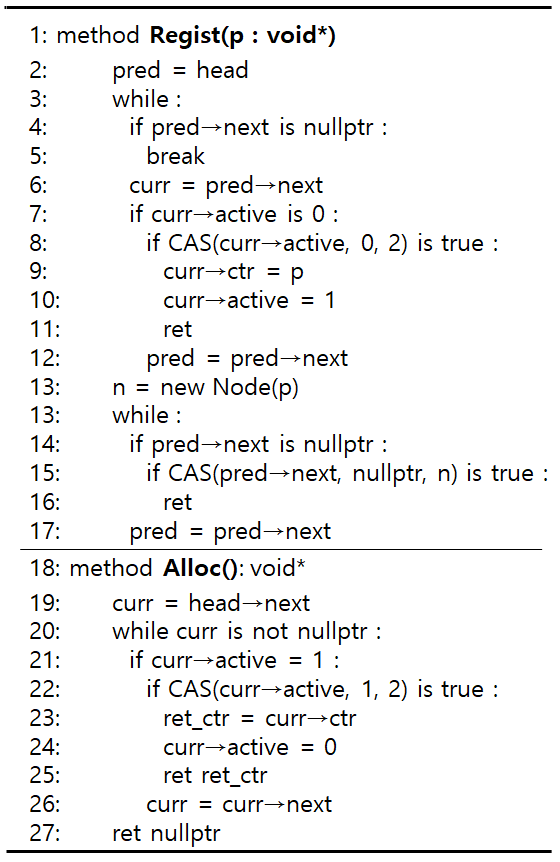 1: method Regist(p : void*)
2: pred = head
3: while :
4: if pred→next is nullptr :
5: break
6: curr = pred→next
7: if curr→active is 0 :
8: if CAS(curr→active, 0, 2) is true :
9: curr→ctr = p
10: curr→active = 1
11: ret
12: pred = pred→next
13: n = new Node(p)
13: while :
14: if pred→next is nullptr :
15: if CAS(pred→next, nullptr, n) is true :
16: ret
17: pred = pred→next
18: method Alloc(): void*
19: curr = head→next
20: while curr is not nullptr :
21: if curr→active = 1 :
22: if CAS(curr→active, 1, 2) is true :
23: ret_ctr = curr→ctr
24: curr→active = 0
25: ret ret_ctr
26: curr = curr→next
27: ret nullptr